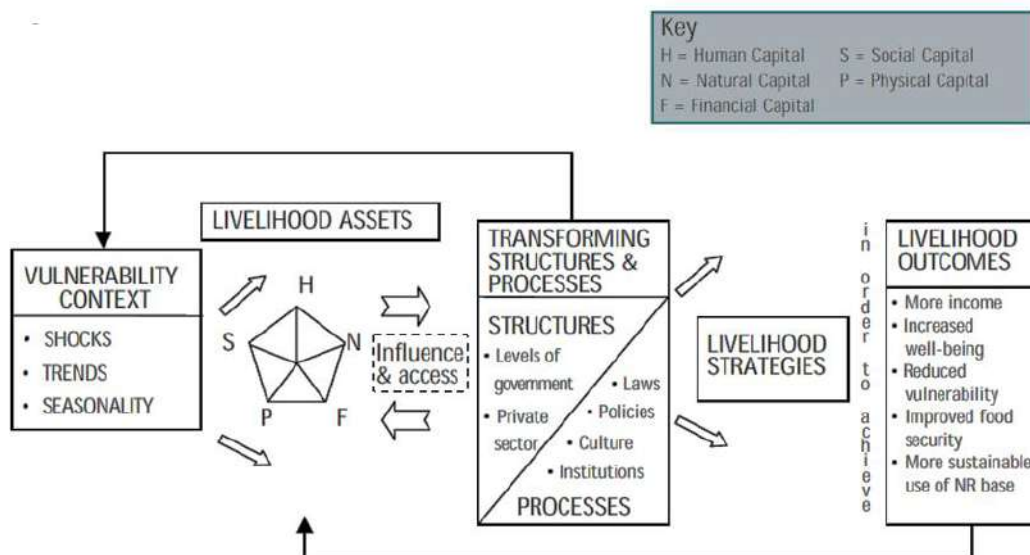 Key
H = Human Capital S = Social Capital
N = Natural Capital P = Physical Capital
F = Financial Capital
LIVELIHOOD ASSETS
VULNERABILITY
CONTEXT
• SHOCKS
• TRENDS
• SEASONALITY
H
S
N
P
F
Influence
& access
TRANSFORMING
STRUCTURES &
PROCESSES
STRUCTURES
• Levels of
government
• Private
sector
• Laws
• Policies
• Culture
• Institutions
PROCESSES
LIVELIHOOD
STRATEGIES
in order to achieve
LIVELIHOOD
OUTCOMES
• More income
• Increased
well-being
• Reduced
vulnerability
• Improved food
security
• More sustainable
use of NR base